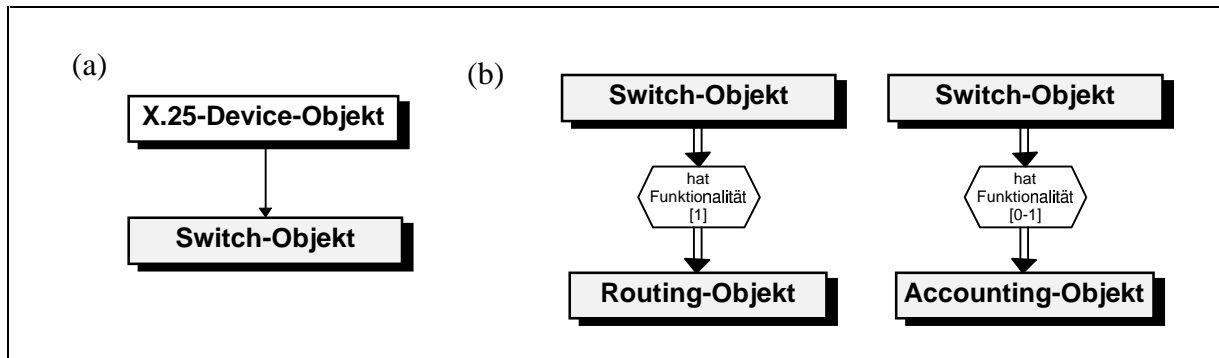 (a)
X.25-Device-Objekt
Switch-Objekt
(b)
Switch-Objekt
hat
Funktionalität
[1]
Routing-Objekt
Switch-Objekt
hat
Funktionalität
[0-1]
Accounting-Objekt